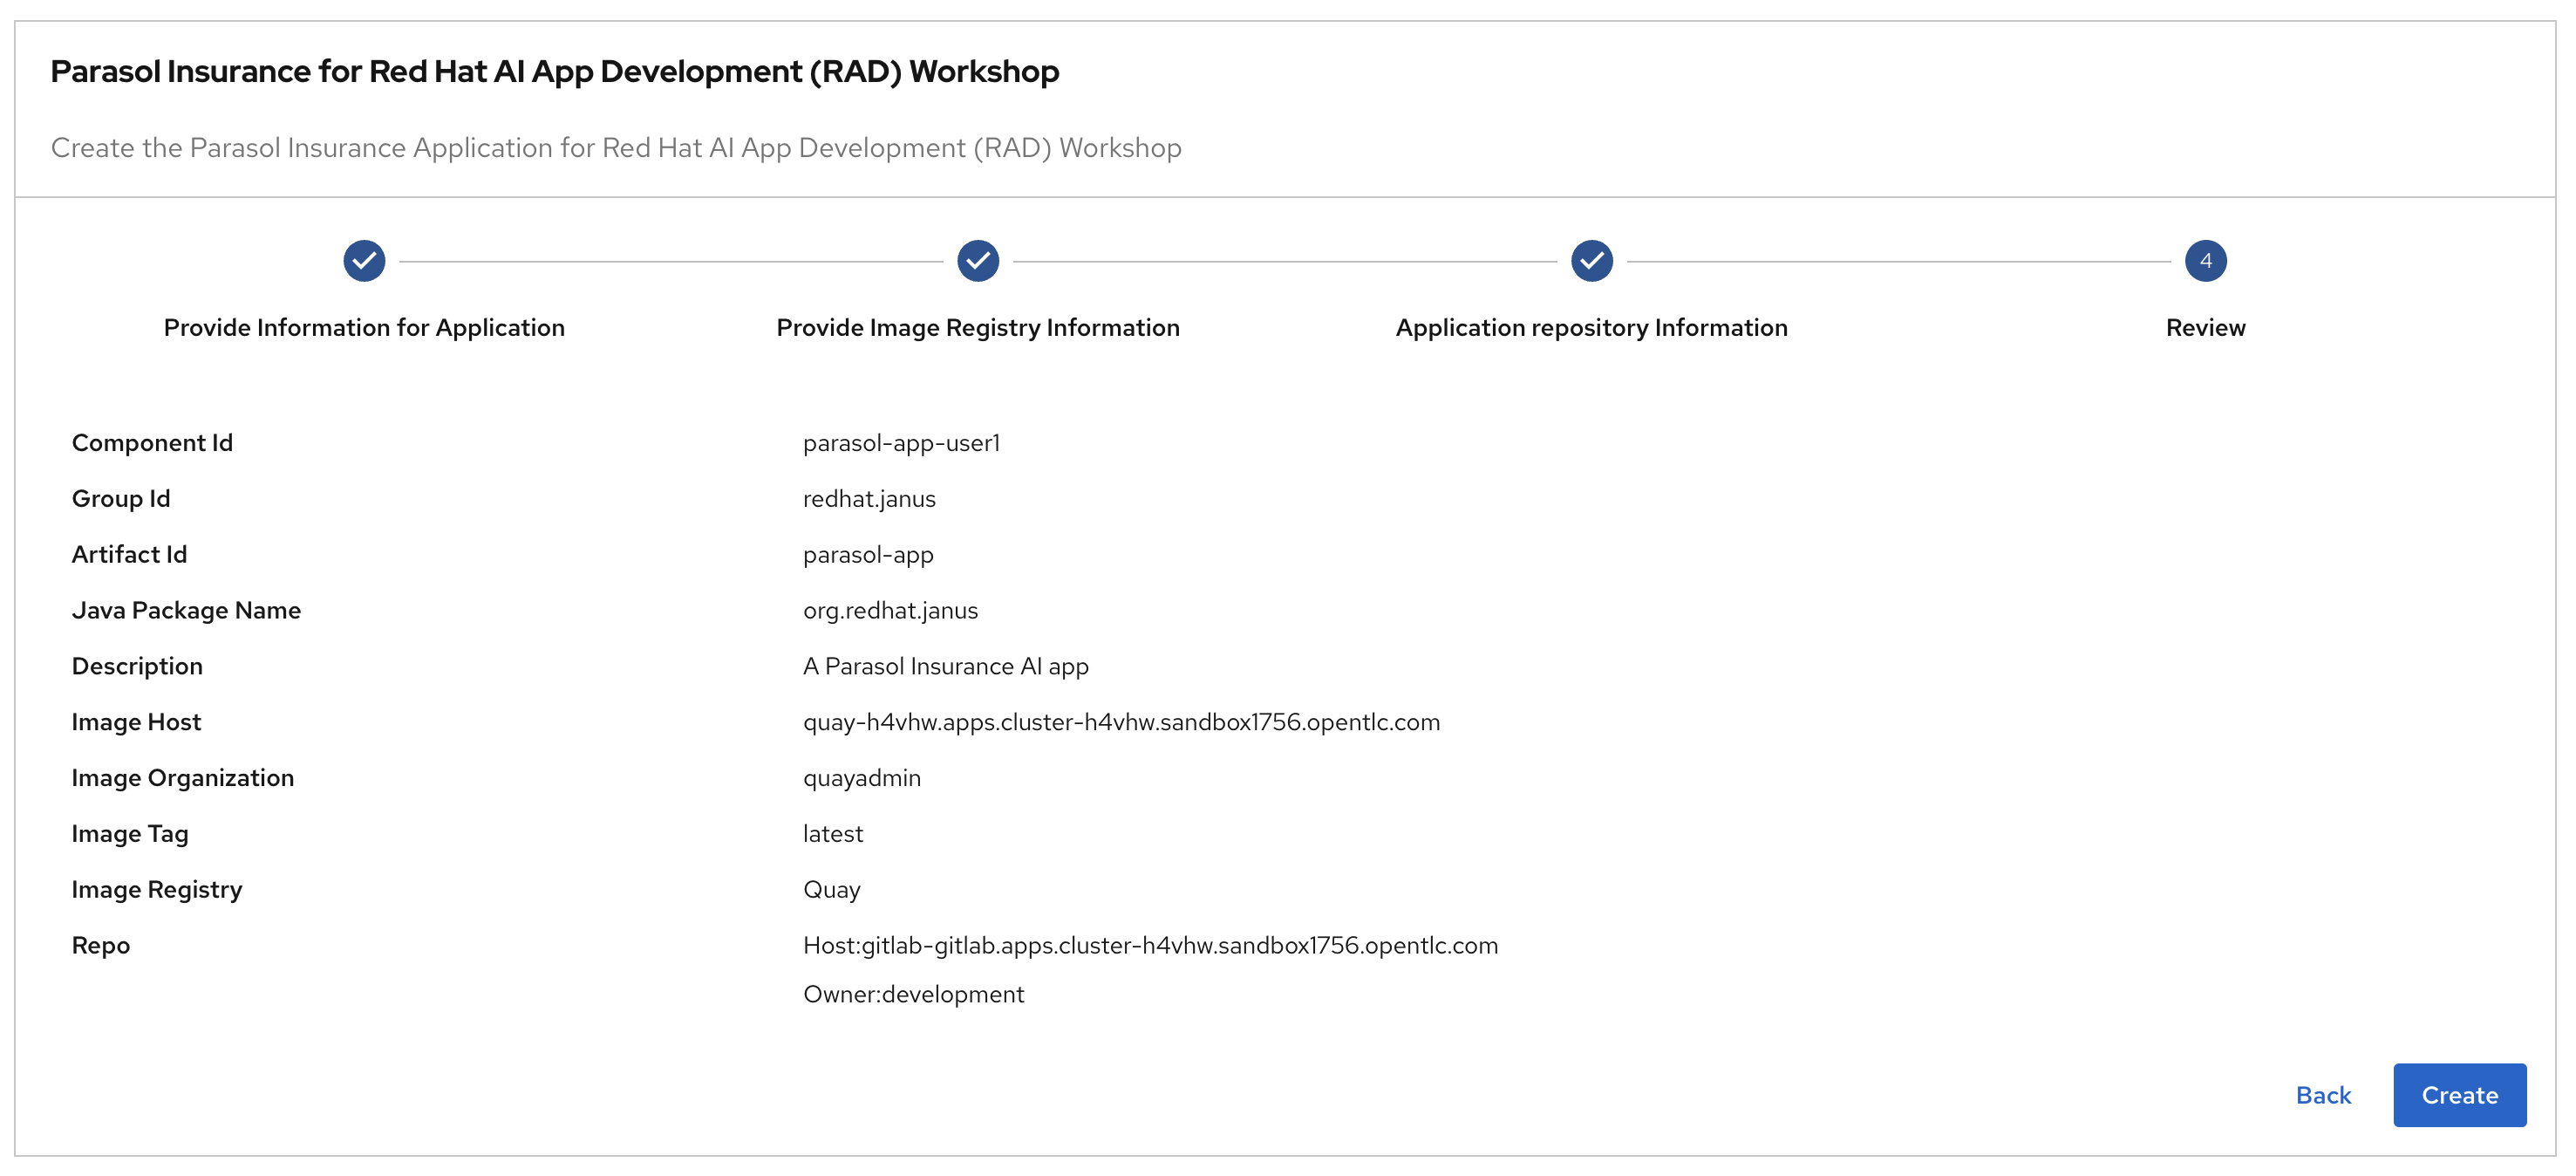 Parasol Insurance for Red Hat AI App Development (RAD) Workshop
Create the Parasol Insurance Application for Red Hat AI App Development (RAD) Workshop
4
Provide Information for Application
Provide Image Registry Information
Application repository Information
Review
Component Id parasol-app-user1
Group Id redhat.janus
Artifact Id parasol-app
Java Package Name org.redhat.janus
Description A Parasol Insurance AI app
Image Host quay-h4vhw.apps.cluster-h4vhw.sandbox1756.opentlc.com
Image Organization quayadmin
Image Tag latest
Image Registry Quay
Repo Host:gitlab-gitlab.apps.cluster-h4vhw.sandbox1756.opentlc.com
Owner:development
Back Create